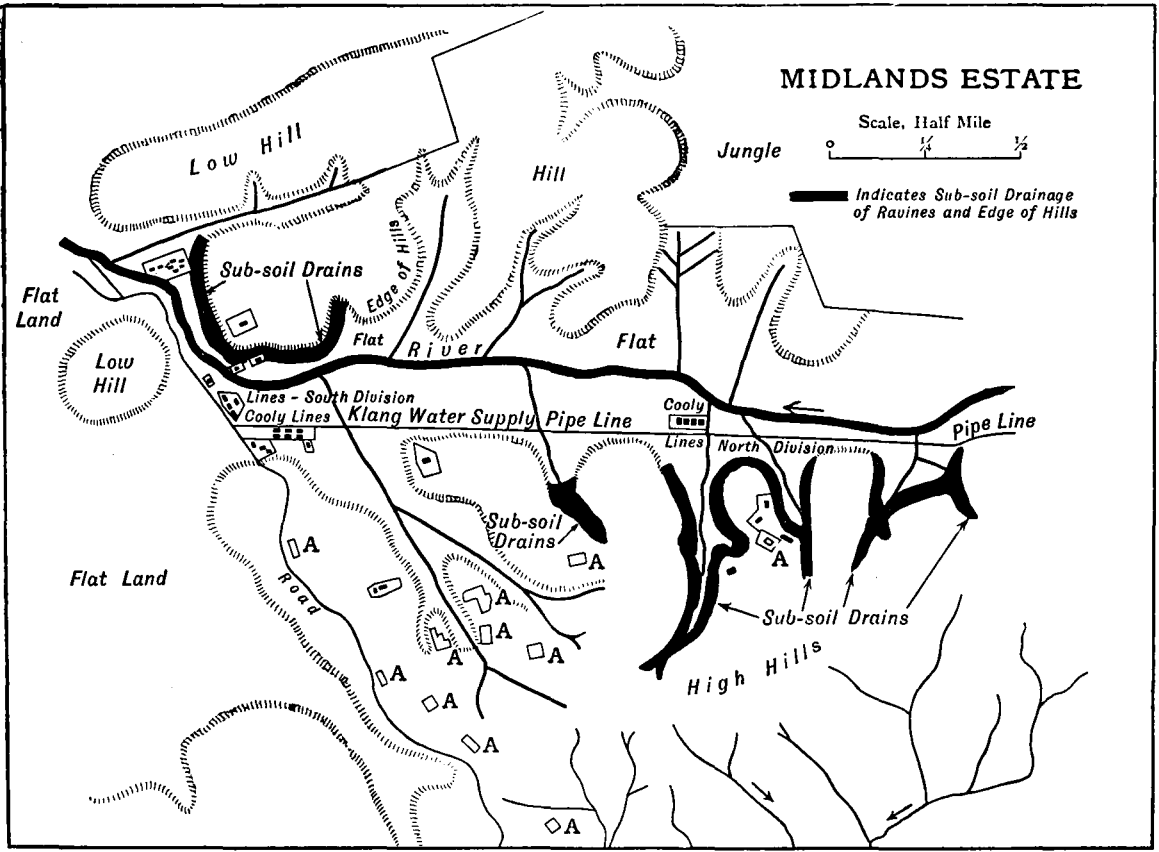 MIDLANDS ESTATE
Scale, Half Mile
0 1/4 1/2
Jungle
Indicates Sub-soil Drainage
of Ravines and Edge of Hills
Low Hill
Hill
Edge of Hills
Sub-soil Drains
Flat
Land
Low
Hill
Flat
River
Flat
Lines - South Division
Cooly Lines
Klang Water Supply Pipe Line
Cooly
Lines North Division
Pipe Line
Sub-soil
Drains
A
A
A
Flat Land
Road
A
A
A
A
A
A
A
A
Sub-soil Drains
High Hills